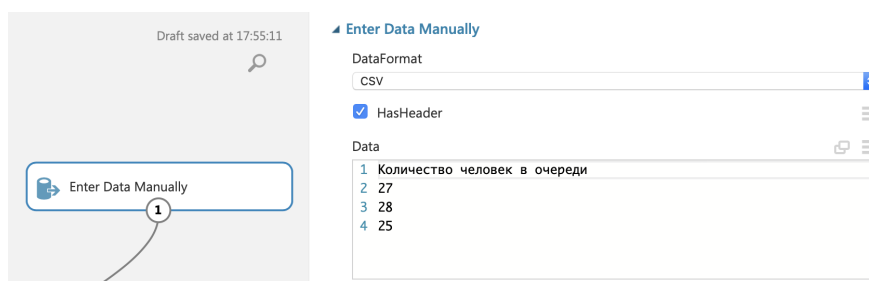 Draft saved at 17:55:11
Enter Data Manually
1
Enter Data Manually
DataFormat
CSV
HasHeader
Data
1 Количество человек в очереди
2 27
3 28
4 25